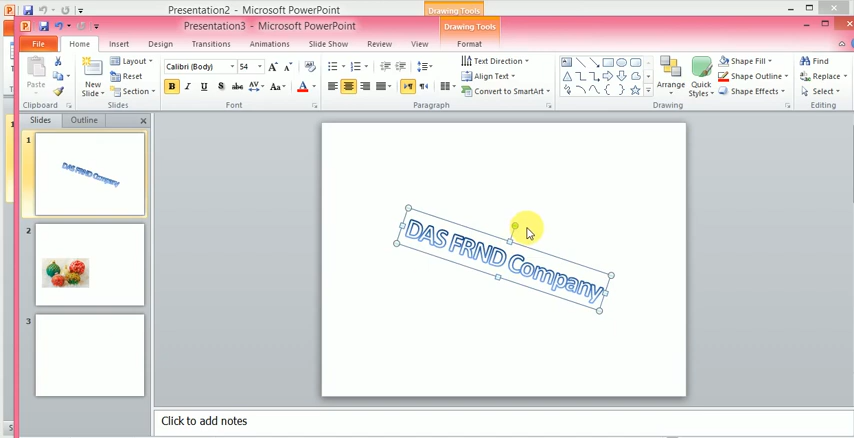 Presentation2 - Microsoft PowerPoint
Drawing Tools
Presentation3 - Microsoft PowerPoint
Drawing Tools
File Home Insert Design Transitions Animations Slide Show Review View Format
Paste
Clipboard
New Slide
Layout
Reset
Section
Slides
Calibri (Body) 54
B I U S abc AV Aa A
Font
Text Direction
Align Text
Convert to SmartArt
Paragraph
Arrange
Quick Styles
Shape Fill
Shape Outline
Shape Effects
Drawing
Find
Replace
Select
Editing
Slides Outline
1
DAS FRND Company
2
3
DAS FRND Company
Click to add notes